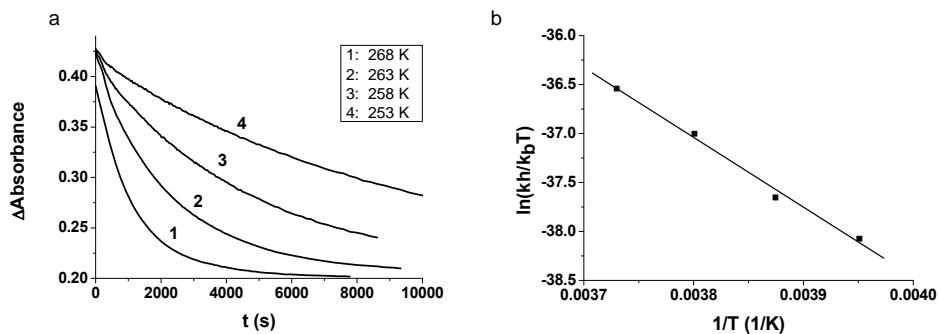 a
1: 268 K
2: 263 K
3: 258 K
4: 253 K
0.40
0.35
0.30
0.25
0.20
ΔAbsorbance
4
3
2
1
0 2000 4000 6000 8000 10000
t (s)
b
-36.0
-36.5
-37.0
-37.5
-38.0
-38.5
ln(kh/k_bT)
0.0037 0.0038 0.0039 0.0040
1/T (1/K)